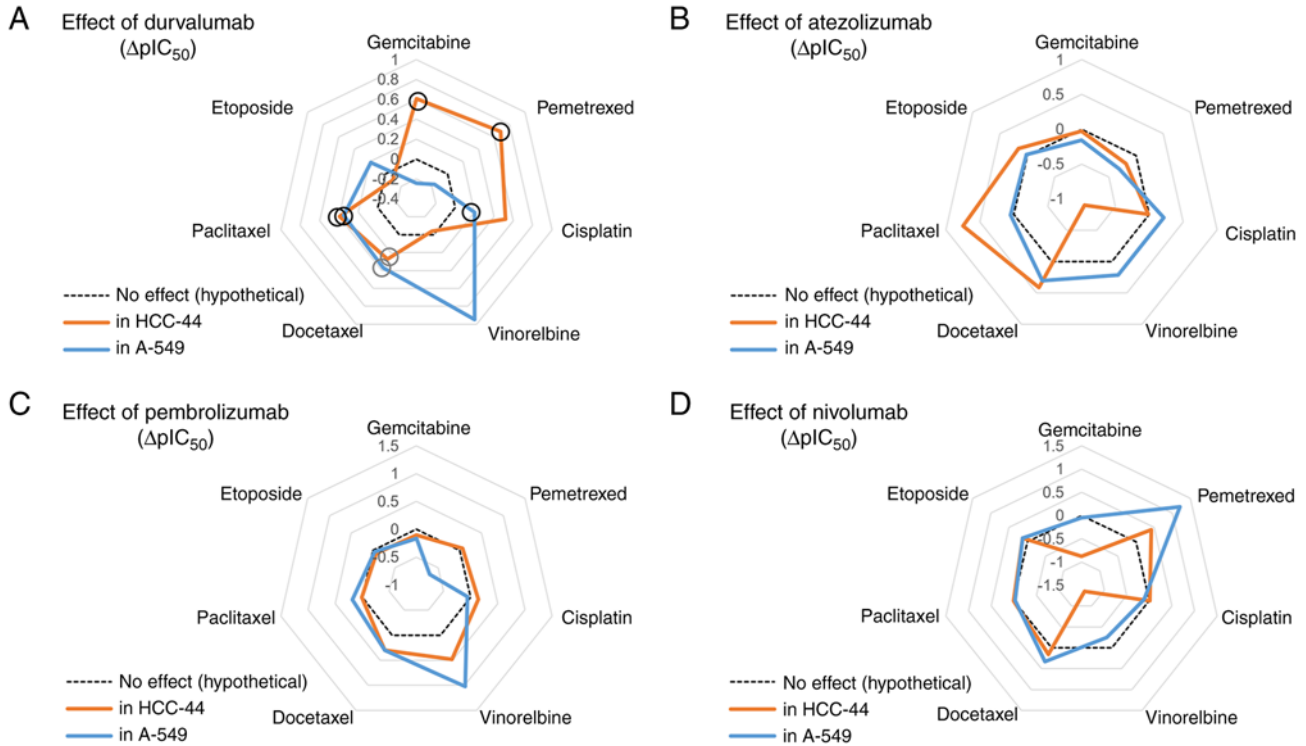 A
Effect of durvalumab
(ΔpIC50)
Gemcitabine
Pemetrexed
Cisplatin
Vinorelbine
Docetaxel
Paclitaxel
Etoposide
1
0.8
0.6
0.4
0.2
0
-0.2
-0.4
No effect (hypothetical)
in HCC-44
in A-549
B
Effect of atezolizumab
(ΔpIC50)
Gemcitabine
Pemetrexed
Cisplatin
Vinorelbine
Docetaxel
Paclitaxel
Etoposide
1
0.5
0
-0.5
-1
No effect (hypothetical)
in HCC-44
in A-549
C
Effect of pembrolizumab
(ΔpIC50)
Gemcitabine
Pemetrexed
Cisplatin
Vinorelbine
Docetaxel
Paclitaxel
Etoposide
1.5
1
0.5
0
-0.5
-1
No effect (hypothetical)
in HCC-44
in A-549
D
Effect of nivolumab
(ΔpIC50)
Gemcitabine
Pemetrexed
Cisplatin
Vinorelbine
Docetaxel
Paclitaxel
Etoposide
1.5
1
0.5
0
-0.5
-1
-1.5
No effect (hypothetical)
in HCC-44
in A-549